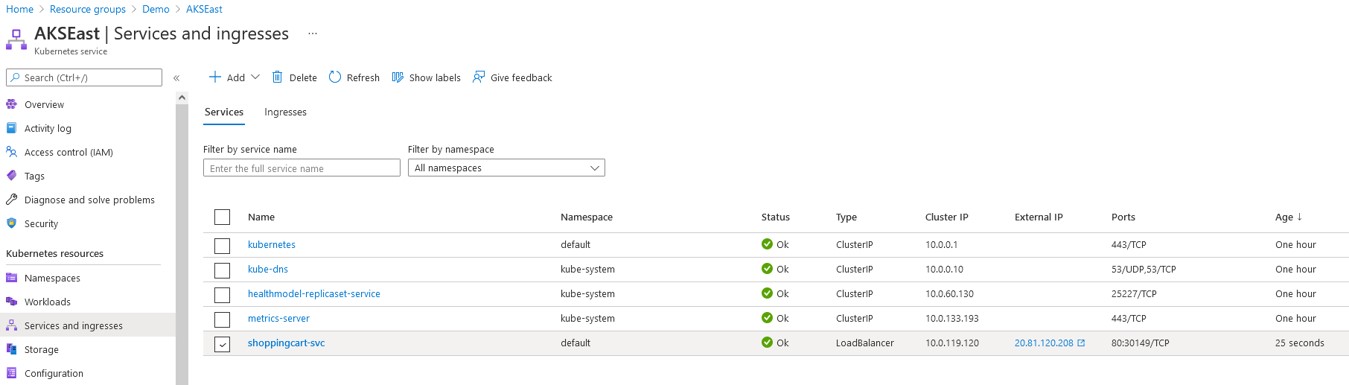 Home > Resource groups > Demo > AKSEast
AKSEast | Services and ingresses ...
Kubernetes service
Search (Ctrl+/) «
Overview
Activity log
Access control (IAM)
Tags
Diagnose and solve problems
Security
Kubernetes resources
Namespaces
Workloads
Services and ingresses
Storage
Configuration
Add Delete Refresh Show labels Give feedback
Services Ingresses
Filter by service name Filter by namespace
Enter the full service name All namespaces
Name Namespace Status Type Cluster IP External IP Ports Age ↓
kubernetes default Ok ClusterIP 10.0.0.1 443/TCP One hour
kube-dns kube-system Ok ClusterIP 10.0.0.10 53/UDP,53/TCP One hour
healthmodel-replicaset-service kube-system Ok ClusterIP 10.0.60.130 25227/TCP One hour
metrics-server kube-system Ok ClusterIP 10.0.133.193 443/TCP One hour
shoppingcart-svc default Ok LoadBalancer 10.0.119.120 20.81.120.208 80:30149/TCP 25 seconds